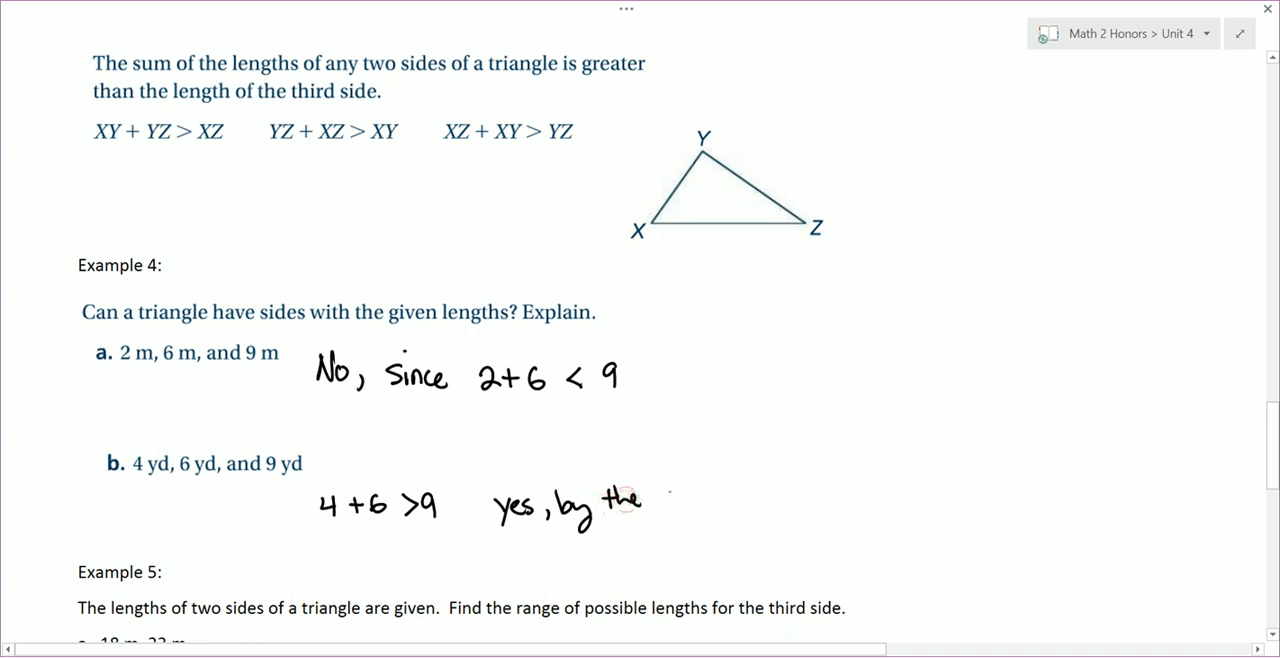 Math 2 Honors > Unit 4
The sum of the lengths of any two sides of a triangle is greater
than the length of the third side.
XY + YZ > XZ YZ + XZ > XY XZ + XY > YZ
Y
X
Z
Example 4:
Can a triangle have sides with the given lengths? Explain.
a. 2 m, 6 m, and 9 m
No, since 2+6 < 9
b. 4 yd, 6 yd, and 9 yd
4+6 >9 yes, by the
Example 5:
The lengths of two sides of a triangle are given. Find the range of possible lengths for the third side.